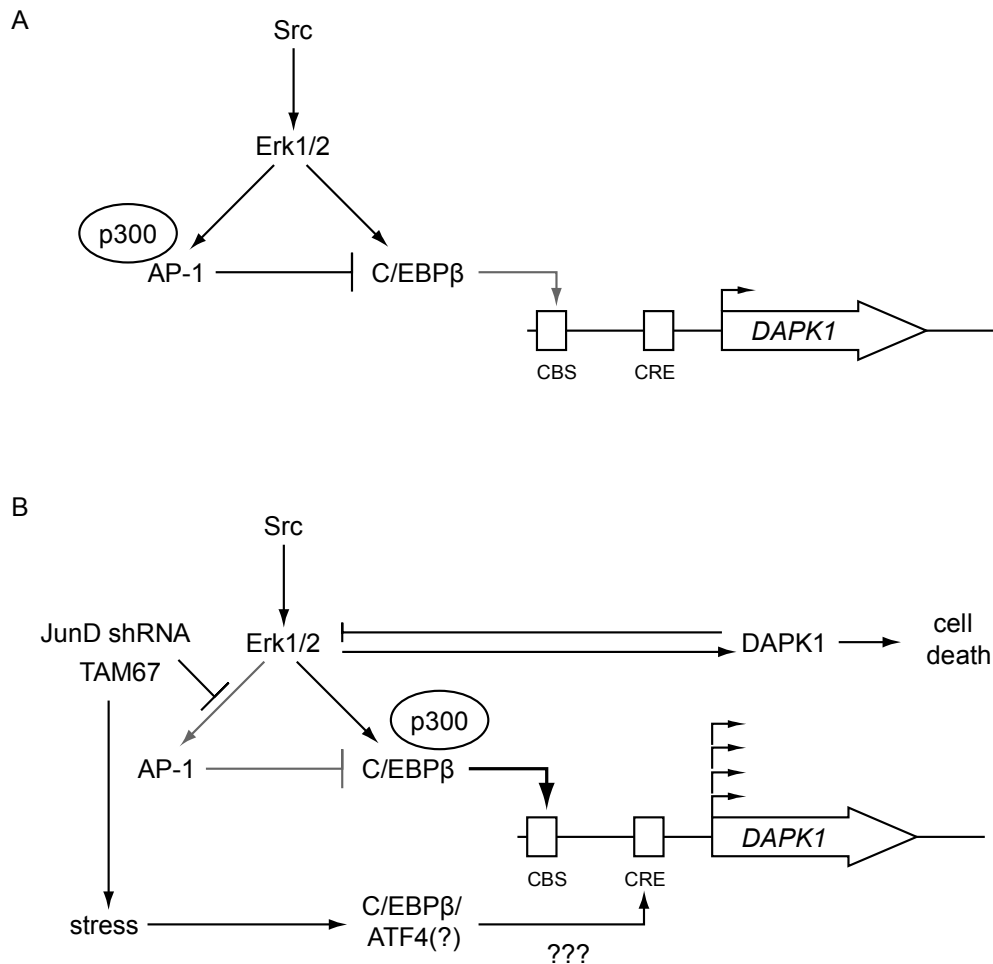 A
Src
Erk1/2
p300
AP-1
C/EBPβ
DAPK1
CBS
CRE
B
Src
JunD shRNA
TAM67
Erk1/2
DAPK1
cell
death
p300
AP-1
C/EBPβ
DAPK1
CBS
CRE
stress
C/EBPβ/
ATF4(?)
???